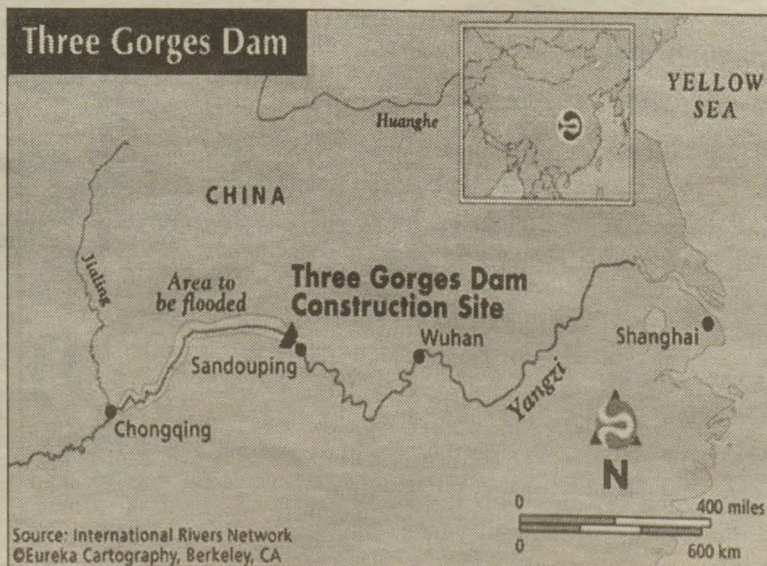 Three Gorges Dam
YELLOW
SEA
Huanghe
CHINA
Jialing
Area to
be flooded
Three Gorges Dam
Construction Site
Sandouping
Wuhan
Shanghai
Yangzi
Chongqing
N
0 400 miles
0 600 km
Source: International Rivers Network
©Eureka Cartography, Berkeley, CA